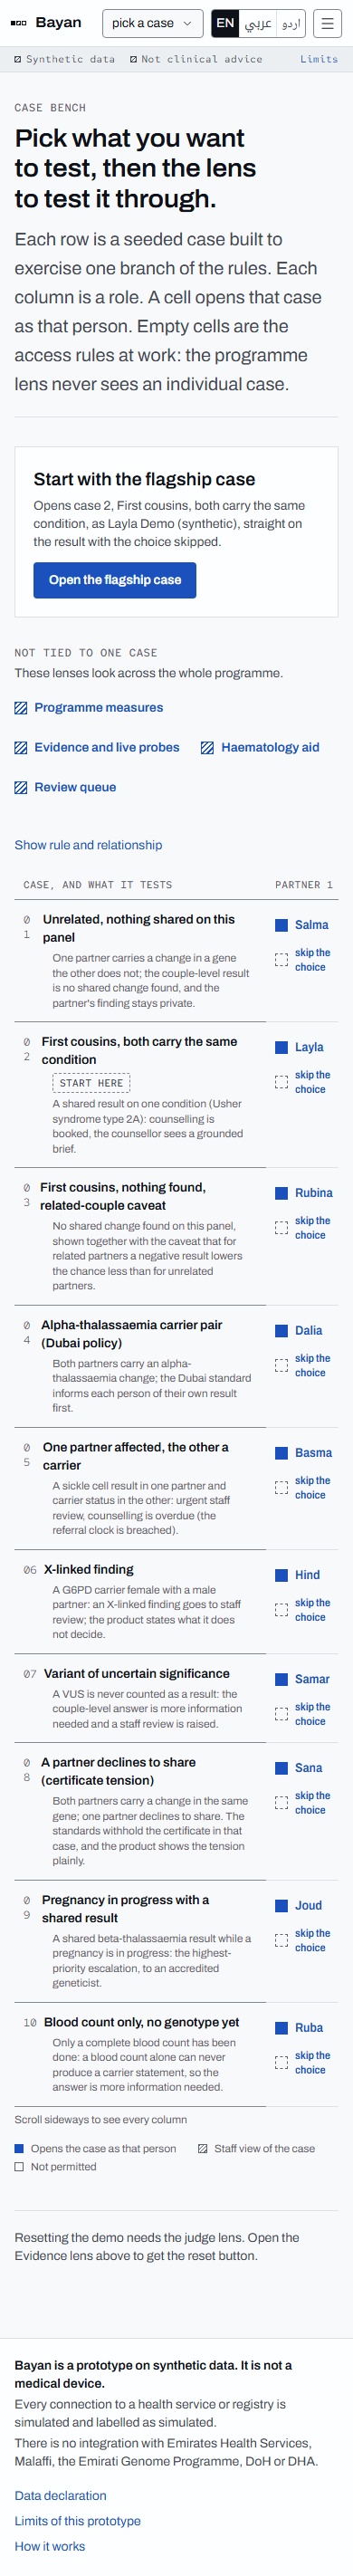 Bayan
pick a case
EN
عربي
اردو
Synthetic data
Not clinical advice
Limits
CASE BENCH
Pick what you want
to test, then the lens
to test it through.
Each row is a seeded case built to
exercise one branch of the rules. Each
column is a role. A cell opens that case
as that person. Empty cells are the
access rules at work: the programme
lens never sees an individual case.
Start with the flagship case
Opens case 2, First cousins, both carry the same
condition, as Layla Demo (synthetic), straight on
the result with the choice skipped.
Open the flagship case
NOT TIED TO ONE CASE
These lenses look across the whole programme.
Programme measures
Evidence and live probes
Haematology aid
Review queue
Show rule and relationship
CASE, AND WHAT IT TESTS
PARTNER 1
01
Unrelated, nothing shared on this
panel
One partner carries a change in a gene
the other does not; the couple-level result
is no shared change found, and the
partner's finding stays private.
Salma
skip the
choice
02
First cousins, both carry the same
condition
START HERE
A shared result on one condition (Usher
syndrome type 2A): counselling is
booked, the counsellor sees a grounded
brief.
Layla
skip the
choice
03
First cousins, nothing found,
related-couple caveat
No shared change found on this panel,
shown together with the caveat that for
related partners a negative result lowers
the chance less than for unrelated
partners.
Rubina
skip the
choice
04
Alpha-thalassaemia carrier pair
(Dubai policy)
Both partners carry an alpha-
thalassaemia change; the Dubai standard
informs each person of their own result
first.
Dalia
skip the
choice
05
One partner affected, the other a
carrier
A sickle cell result in one partner and
carrier status in the other: urgent staff
review, counselling is overdue (the
referral clock is breached).
Basma
skip the
choice
06
X-linked finding
A G6PD carrier female with a male
partner: an X-linked finding goes to staff
review; the product states what it does
not decide.
Hind
skip the
choice
07
Variant of uncertain significance
A VUS is never counted as a result: the
couple-level answer is more information
needed and a staff review is raised.
Samar
skip the
choice
08
A partner declines to share
(certificate tension)
Both partners carry a change in the same
gene; one partner declines to share. The
standards withhold the certificate in that
case, and the product shows the tension
plainly.
Sana
skip the
choice
09
Pregnancy in progress with a
shared result
A shared beta-thalassaemia result while a
pregnancy is in progress: the highest-
priority escalation, to an accredited
geneticist.
Joud
skip the
choice
10
Blood count only, no genotype yet
Only a complete blood count has been
done: a blood count alone can never
produce a carrier statement, so the
answer is more information needed.
Ruba
skip the
choice
Scroll sideways to see every column
Opens the case as that person
Staff view of the case
Not permitted
Resetting the demo needs the judge lens. Open the
Evidence lens above to get the reset button.
Bayan is a prototype on synthetic data. It is not a
medical device.
Every connection to a health service or registry is
simulated and labelled as simulated.
There is no integration with Emirates Health Services,
Malaffi, the Emirati Genome Programme, DoH or DHA.
Data declaration
Limits of this prototype
How it works